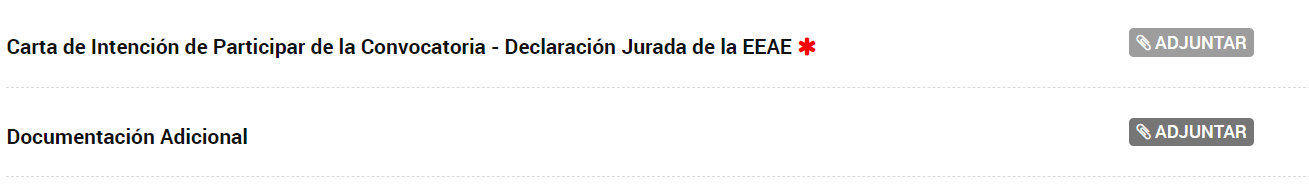 Carta de Intención de Participar de la Convocatoria - Declaración Jurada de la EEAE * ADJUNTAR
Documentación Adicional ADJUNTAR